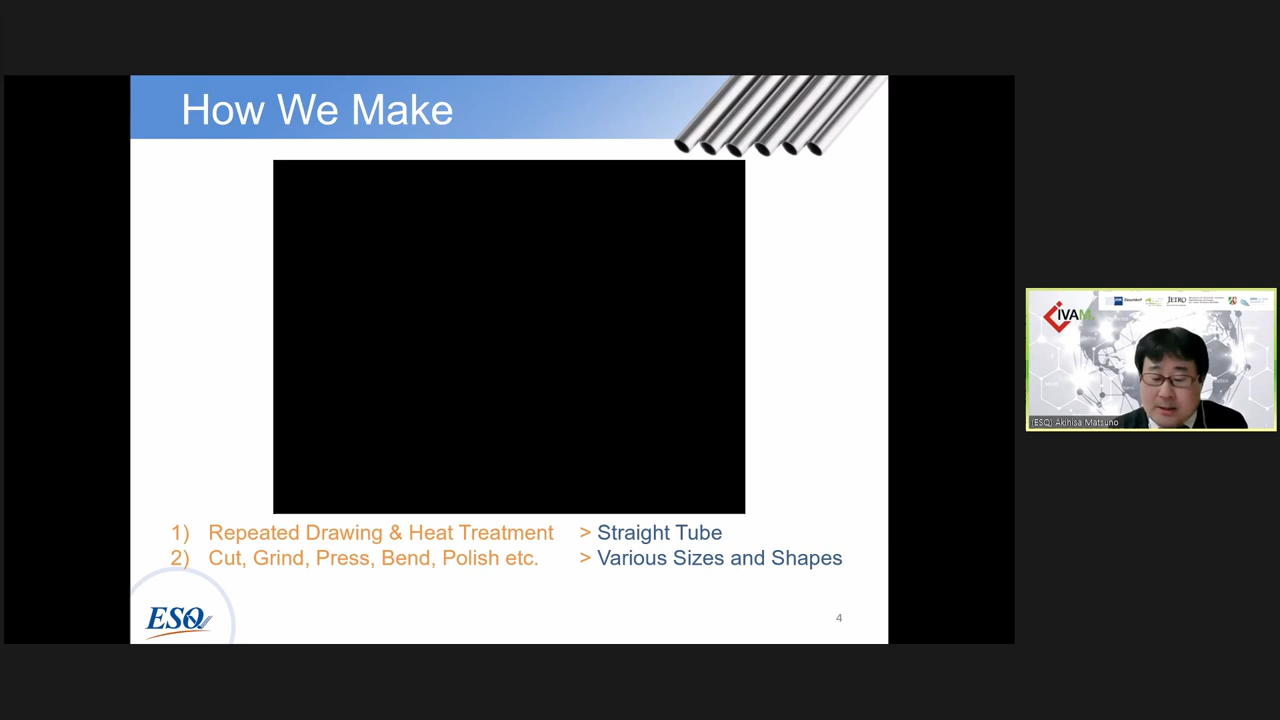 How We Make
1) Repeated Drawing & Heat Treatment > Straight Tube
2) Cut, Grind, Press, Bend, Polish etc. > Various Sizes and Shapes
ESQ
4
IVAM
JETRO
(ESQ) Akihisa Matsuno